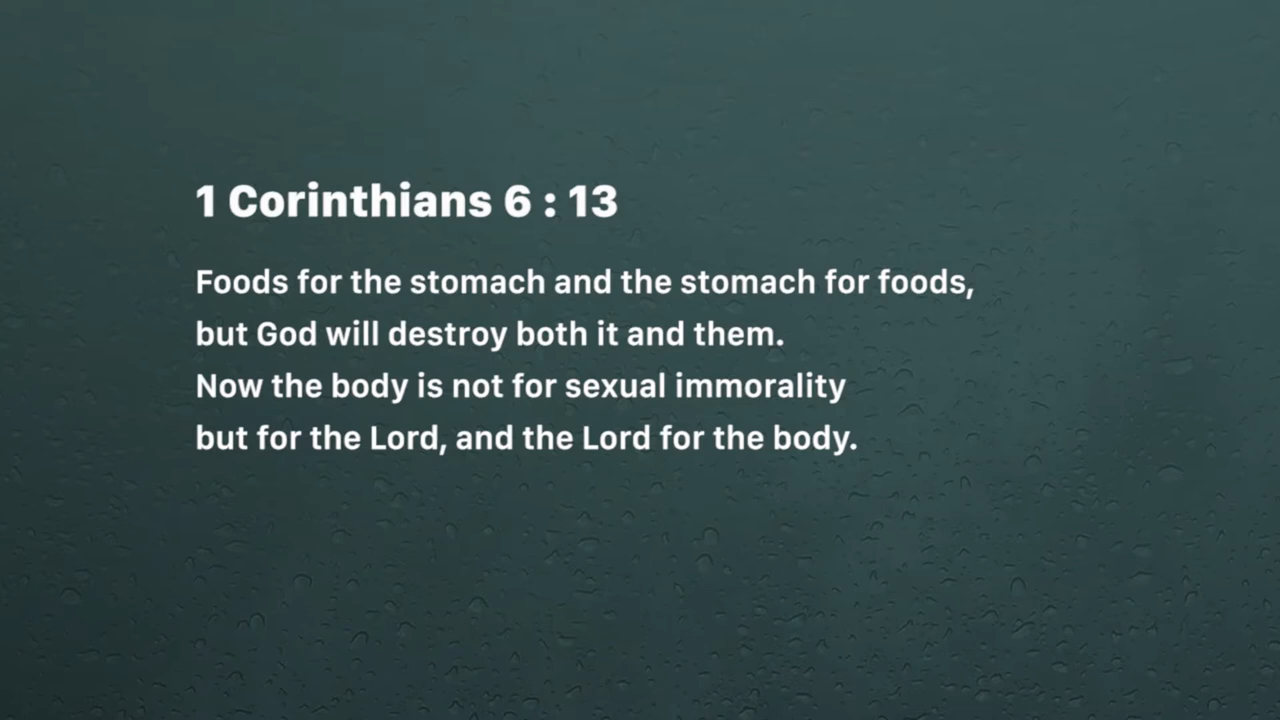 1 Corinthians 6 : 13
Foods for the stomach and the stomach for foods,
but God will destroy both it and them.
Now the body is not for sexual immorality
but for the Lord, and the Lord for the body.